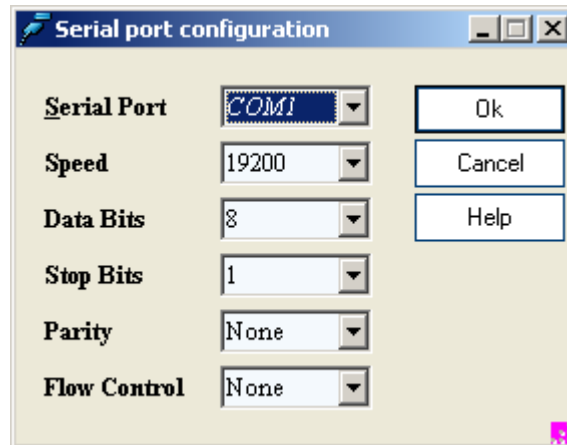 Serial port configuration
Serial Port COM1 Ok
Speed 19200 Cancel
Data Bits 8 Help
Stop Bits 1
Parity None
Flow Control None